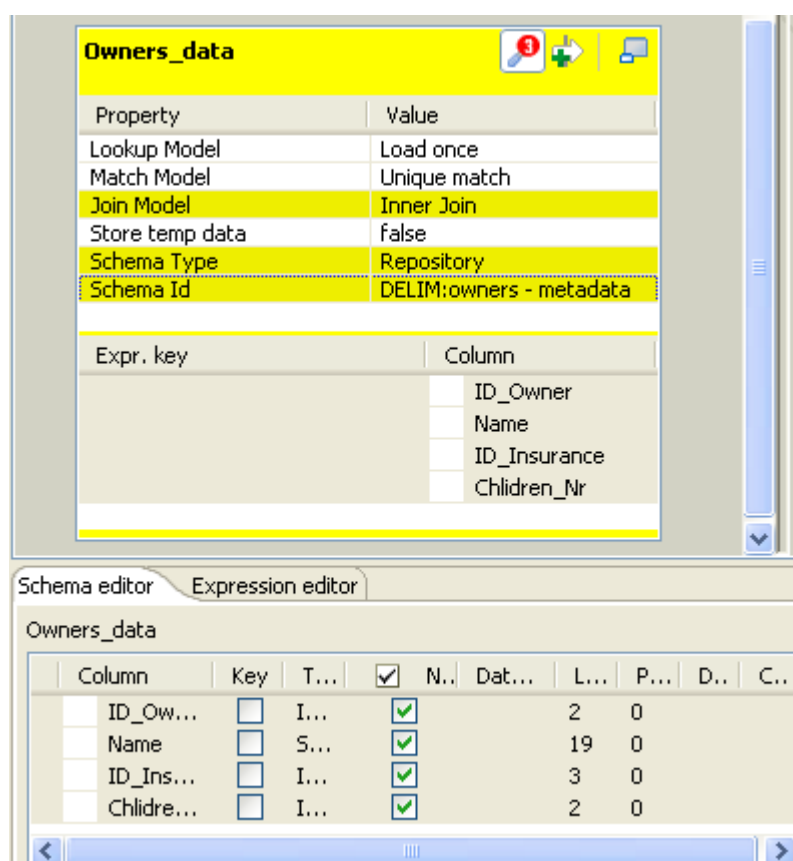 Owners_data 3
Property Value
Lookup Model Load once
Match Model Unique match
Join Model Inner Join
Store temp data false
Schema Type Repository
Schema Id DELIM:owners - metadata
Expr. key Column
ID_Owner
Name
ID_Insurance
Chlidren_Nr
Schema editor Expression editor
Owners_data
Column Key T... N.. Dat... L... P... D.. C..
ID_Ow... I... 2 0
Name S... 19 0
ID_Ins... I... 3 0
Chlidre... I... 2 0